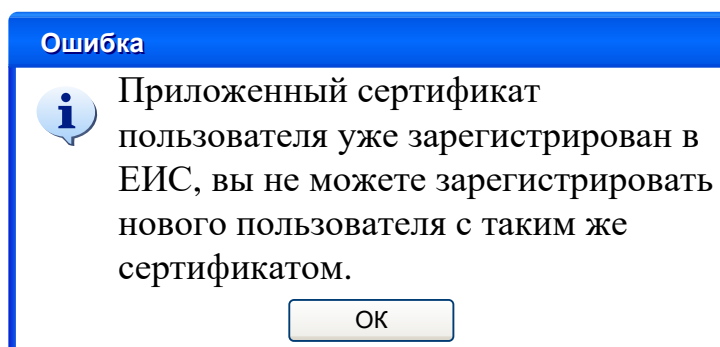 Ошибка
Приложенный сертификат
пользователя уже зарегистрирован в
ЕИС, вы не можете зарегистрировать
нового пользователя с таким же
сертификатом.
ОК